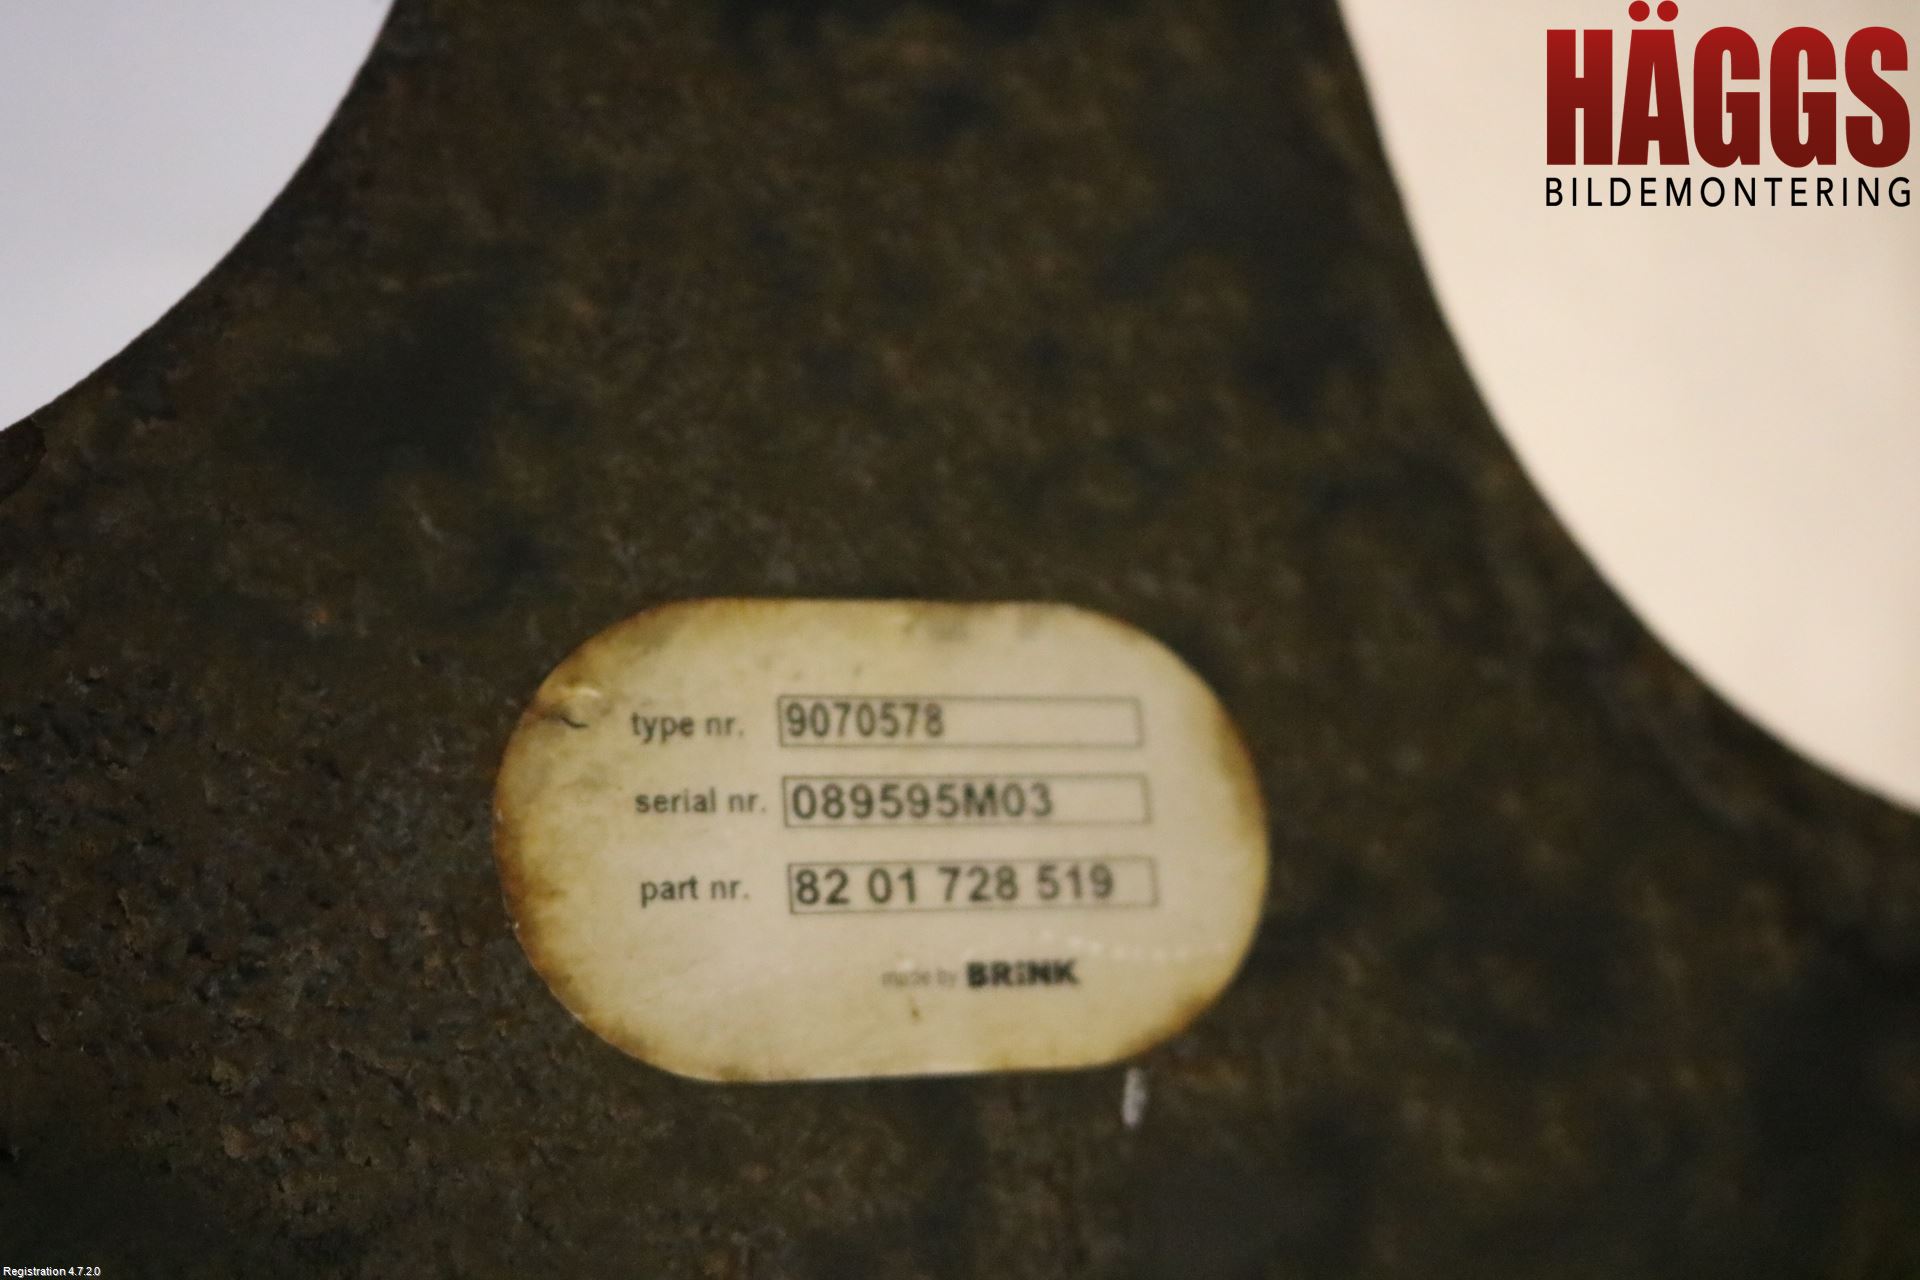 HÄGGS
BILDEMONTERING
type nr. 9070578
serial nr. 089595M03
part nr. 82 01 728 519
made by BRINK
Registration 4.7.2.0